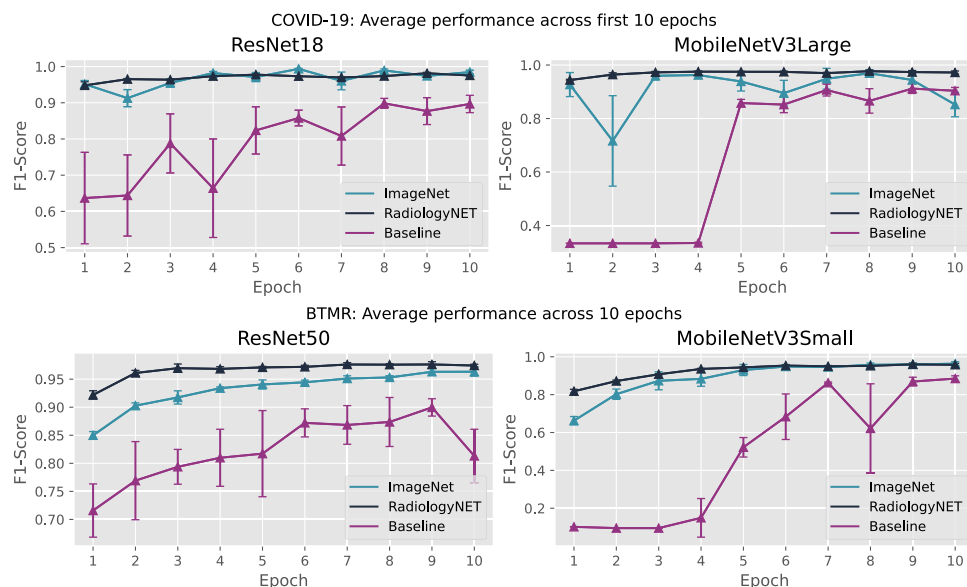 COVID-19: Average performance across first 10 epochs
ResNet18
1.0
0.9
0.8
0.7
0.6
0.5
F1-Score
ImageNet
RadiologyNET
Baseline
1 2 3 4 5 6 7 8 9 10
Epoch
MobileNetV3Large
1.0
0.8
0.6
0.4
F1-Score
ImageNet
RadiologyNET
Baseline
1 2 3 4 5 6 7 8 9 10
Epoch
BTMR: Average performance across 10 epochs
ResNet50
0.95
0.90
0.85
0.80
0.75
0.70
F1-Score
ImageNet
RadiologyNET
Baseline
1 2 3 4 5 6 7 8 9 10
Epoch
MobileNetV3Small
1.0
0.8
0.6
0.4
0.2
F1-Score
ImageNet
RadiologyNET
Baseline
1 2 3 4 5 6 7 8 9 10
Epoch